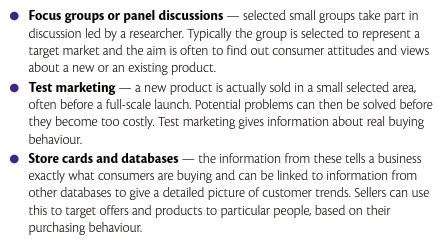 ● Focus groups or panel discussions — selected small groups take part in
discussion led by a researcher. Typically the group is selected to represent a
target market and the aim is often to find out consumer attitudes and views
about a new or an existing product.
● Test marketing — a new product is actually sold in a small selected area,
often before a full-scale launch. Potential problems can then be solved before
they become too costly. Test marketing gives information about real buying
behaviour.
● Store cards and databases — the information from these tells a business
exactly what consumers are buying and can be linked to information from
other databases to give a detailed picture of customer trends. Sellers can use
this to target offers and products to particular people, based on their
purchasing behaviour.